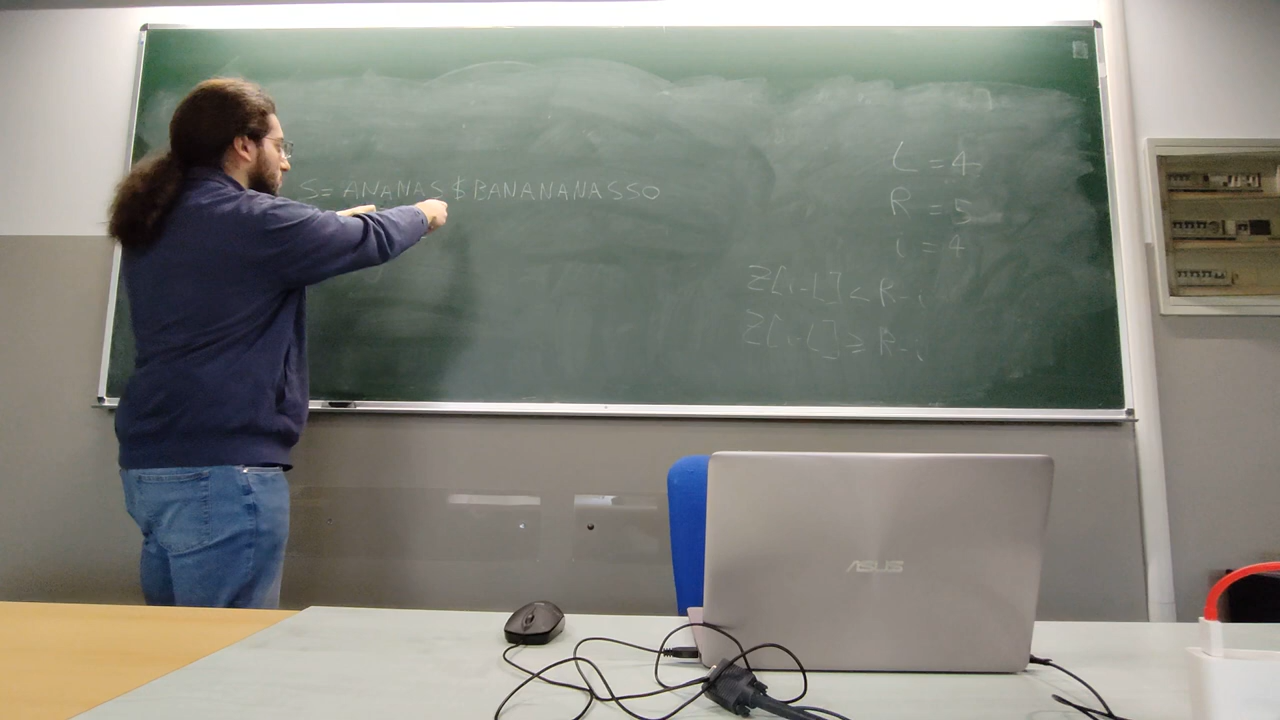 S= ANANAS$BANANANASSO
L = 4
R = 5
i = 4
Z[i-L] < R-i
Z[i-L] ≥ R-i
ASUS